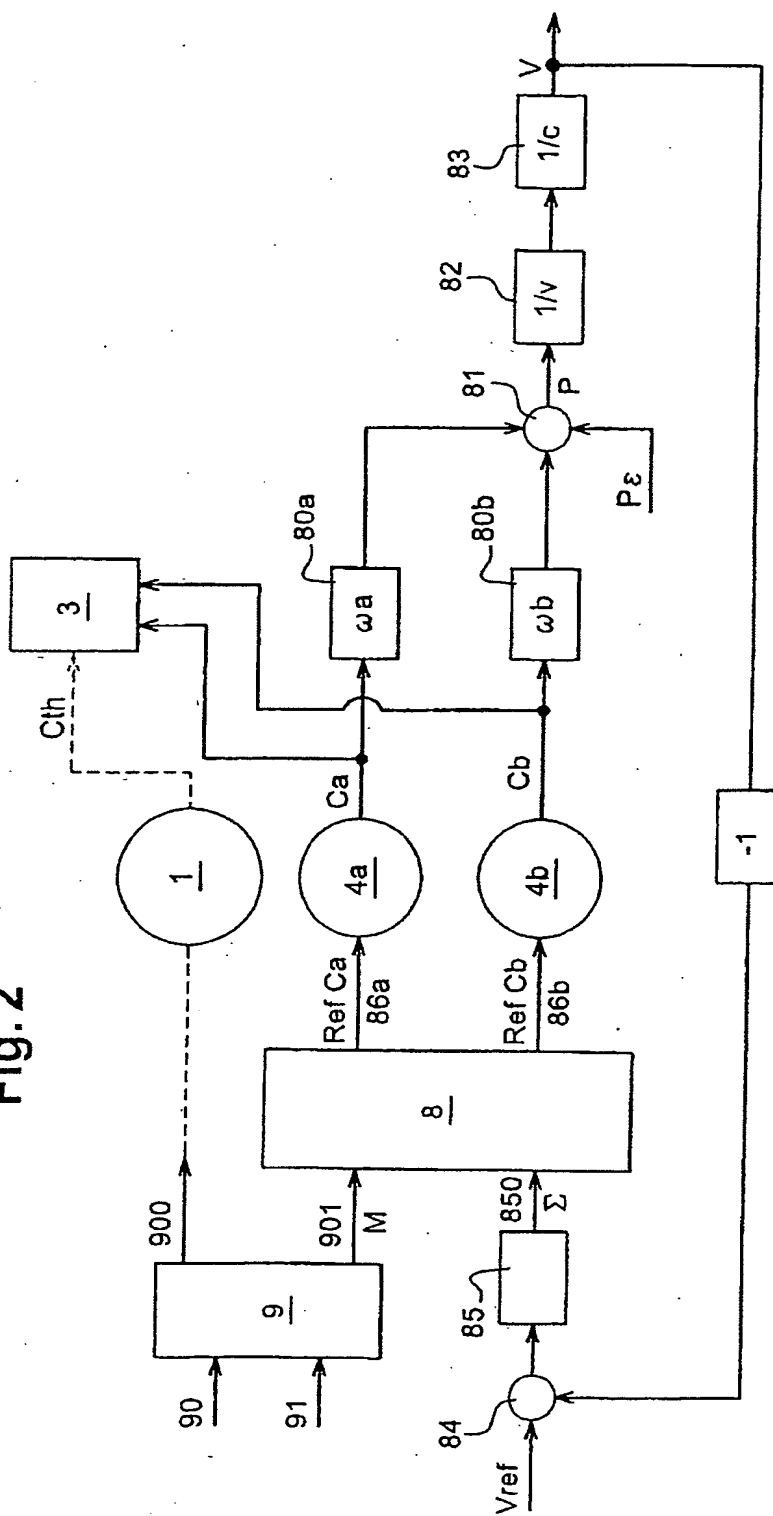 Fig. 2
90
91
9
900
901
M
1
Cth
3
8
Ref Ca
86a
Ref Cb
86b
4a
4b
Ca
Cb
80a
ωa
80b
ωb
81
Pε
P
82
1/v
83
1/c
V
Vref
84
85
850
Σ
-1